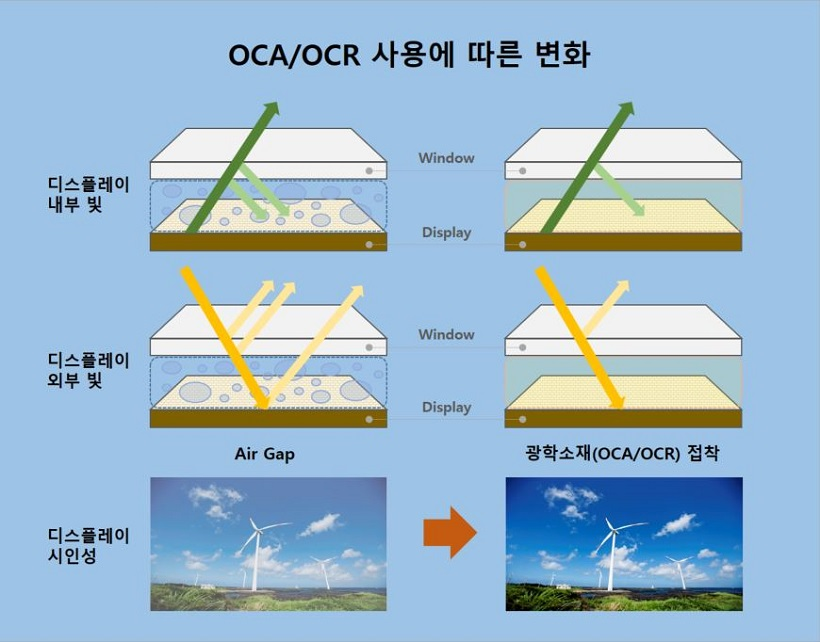 OCA/OCR 사용에 따른 변화
디스플레이
내부 빛
Window
Display
디스플레이
외부 빛
Window
Display
Air Gap
광학소재(OCA/OCR) 접착
디스플레이
시인성